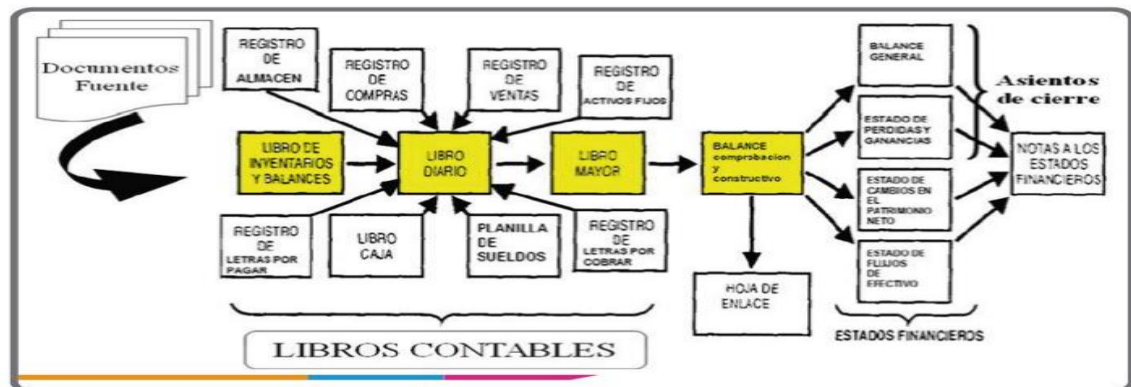 Documentos
Fuente
REGISTRO
DE
ALMACEN
REGISTRO
DE
COMPRAS
REGISTRO
DE
VENTAS
REGISTRO
DE
ACTIVOS FIJOS
LIBRO DE
INVENTARIOS
Y BALANCES
LIBRO
DIARIO
LIBRO
MAYOR
BALANCE
comprobacion
y
constructivo
REGISTRO
DE
LETRAS POR
PAGAR
LIBRO
CAJA
PLANILLA
DE
SUELDOS
REGISTRO
DE
LETRAS POR
COBRAR
HOJA DE
ENLACE
BALANCE
GENERAL
ESTADO DE
PERDIDAS Y
GANANCIAS
ESTADO DE
CAMBIOS EN
EL
PATRIMONIO
NETO
ESTADO DE
FLUJOS
DE
EFECTIVO
Asientos
de cierre
NOTAS A LOS
ESTADOS
FINANCIEROS
ESTADOS FINANCIEROS
LIBROS CONTABLES